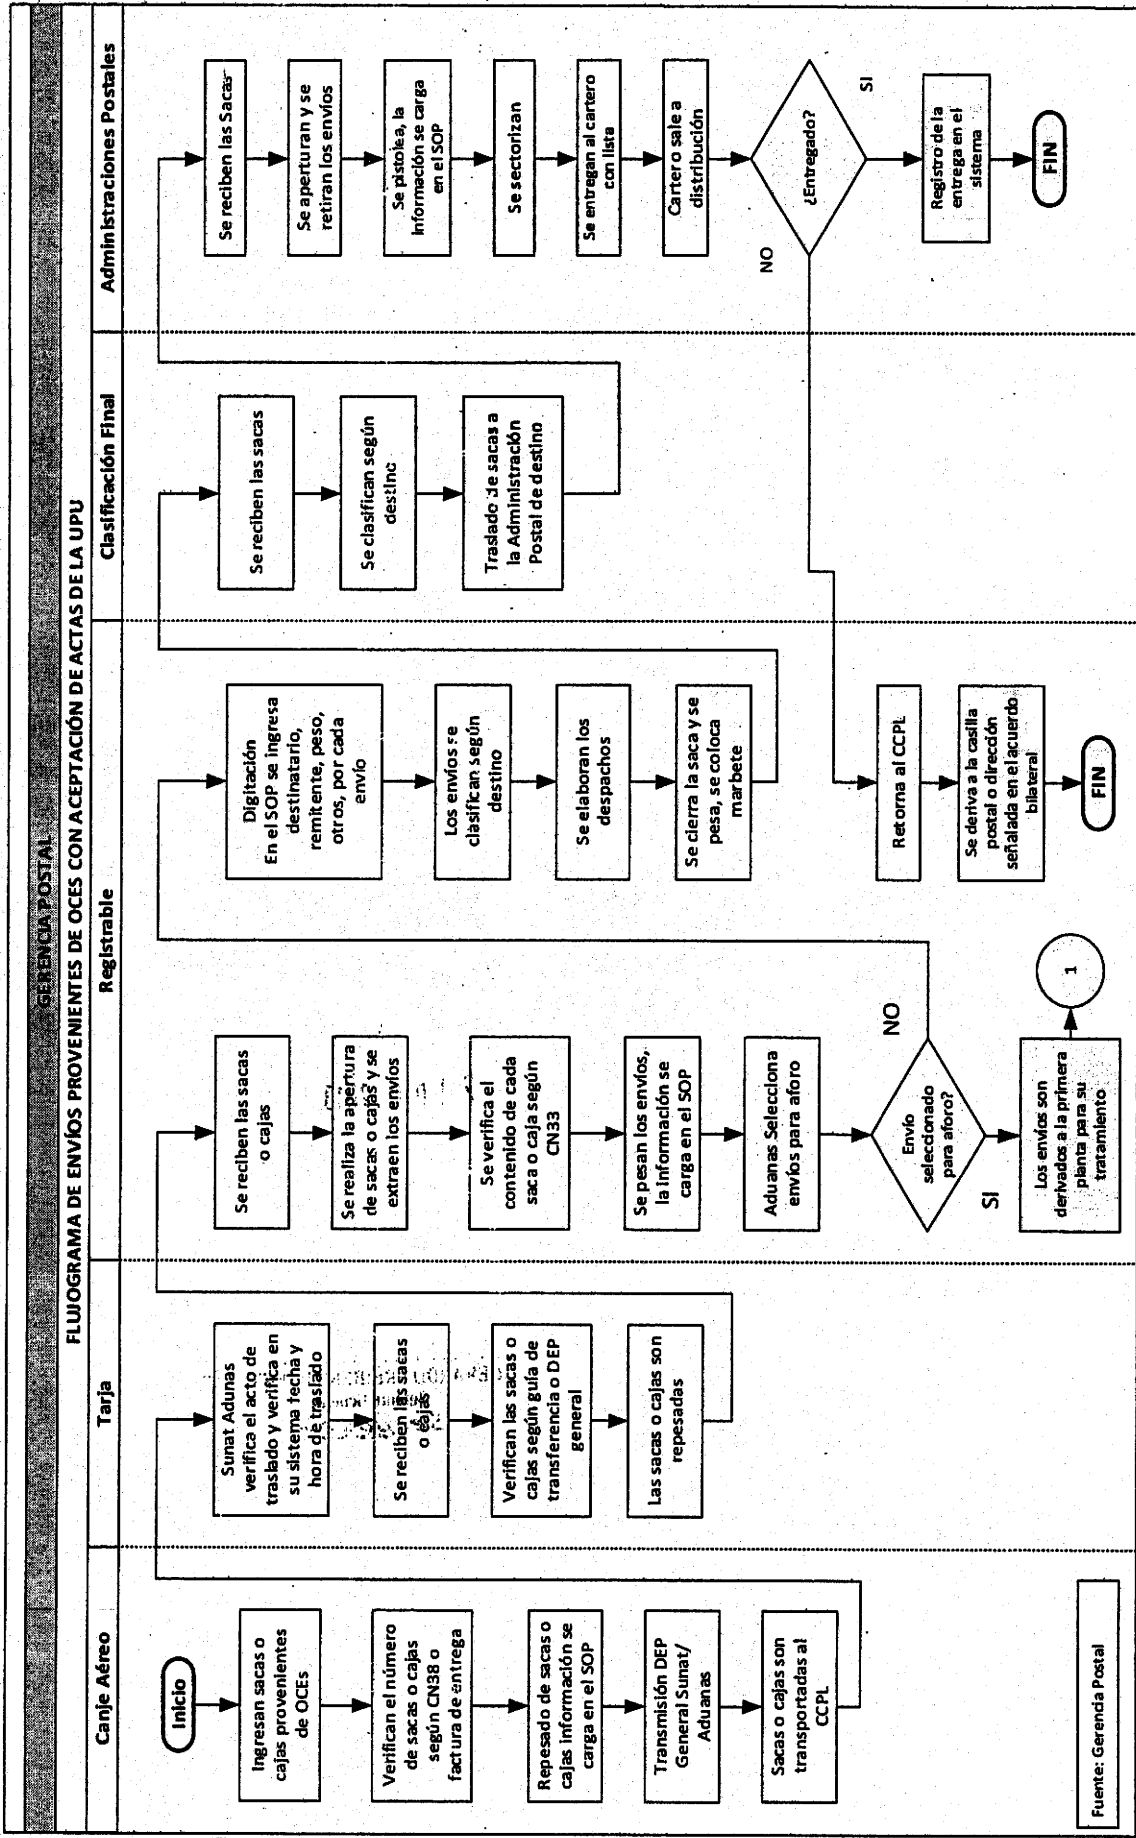 GERENCIA POSTAL
FLUJOGRAMA DE ENVÍOS PROVENIENTES DE OCES CON ACEPTACIÓN DE ACTAS DE LA UPU
Canje Aéreo
Tarja
Registrable
Clasificación Final
Administraciones Postales
Inicio
Ingresan sacas o
cajas provenientes
de OCEs
Verifican el número
de sacas o cajas
según CN38 o
factura de entrega
Repesado de sacas o
cajas información se
carga en el SOP
Transmisión DEP
General Sunat/
Aduanas
Sacas o cajas son
transportadas al
CCPL
Sunat Adunas
verifica el acto de
traslado y verifica en
su sistema fecha y
hora de traslado
Se reciben las sacas
o cajas
Verifican las sacas o
cajas según guía de
transferencia o DEP
general
Las sacas o cajas son
repesadas
Se reciben las sacas
o cajas
Se realiza la apertura
de sacas o cajas y se
extraen los envíos
Se verifica el
contenido de cada
saca o caja según
CN33
Se pesan los envíos,
la información se
carga en el SOP
Aduanas Selecciona
envíos para aforo
Envío
seleccionado
para aforo?
NO
SI
Los envíos son
derivados a la primera
planta para su
tratamiento
1
Digitación
En el SOP se ingresa
destinatario,
remitente, peso,
otros, por cada
envío
Los envíos se
clasifican según
destino
Se elaboran los
despachos
Se cierra la saca y se
pesa, se coloca
marbete
Retorna al CCPL
Se deriva a la casilla
postal o dirección
señalada en el acuerdo
bilateral
FIN
Se reciben las sacas
Se clasifican según
destino
Traslado de sacas a
la Administración
Postal de destino
Se reciben las Sacas
Se aperturan y se
retiran los envíos
Se pistolea, la
información se carga
en el SOP
Se sectorizan
Se entregan al cartero
con lista
Cartero sale a
distribución
¿Entregado?
NO
SI
Registro de la
entrega en el
sistema
FIN
Fuente: Gerencia Postal